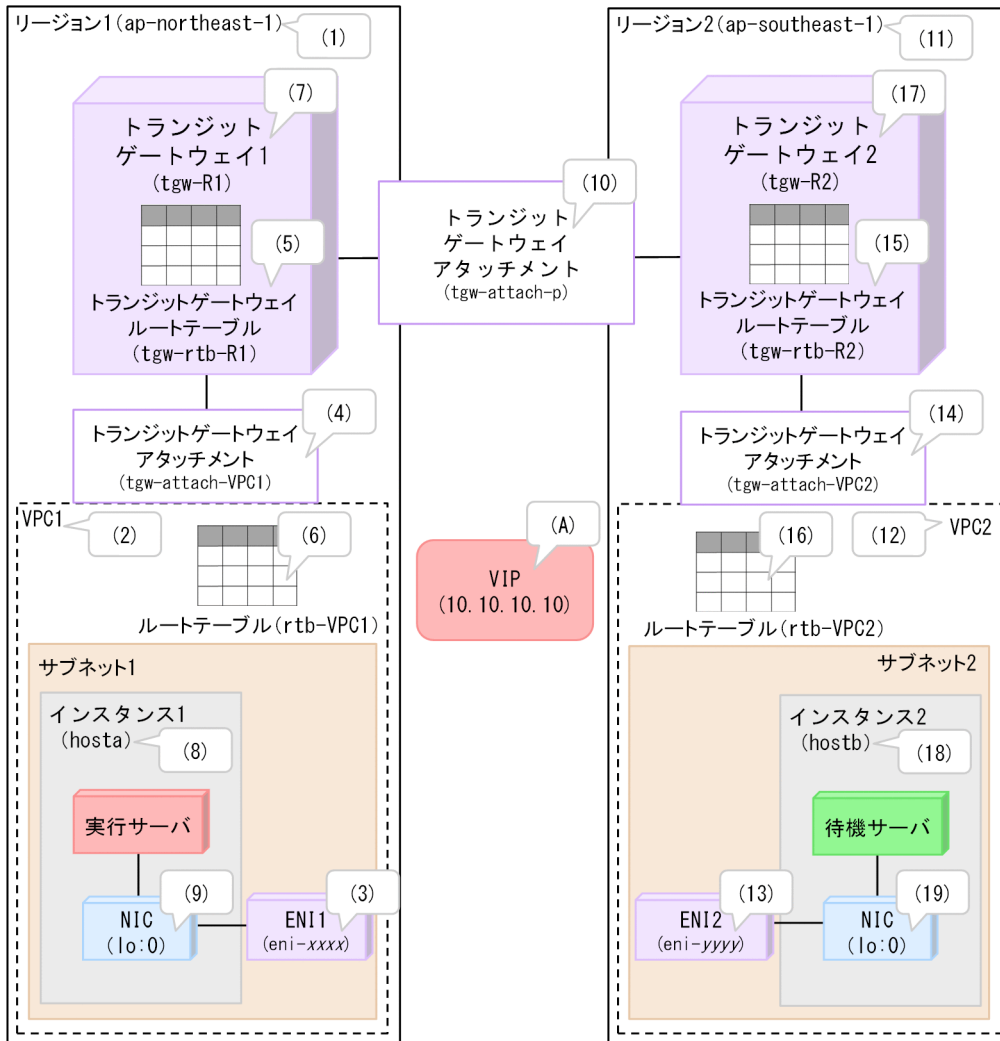 リージョン1(ap-northeast-1)
(1)
(7)
トランジット
ゲートウェイ1
(tgw-R1)
(5)
トランジットゲートウェイ
ルートテーブル
(tgw-rtb-R1)
(4)
トランジットゲートウェイ
アタッチメント
(tgw-attach-VPC1)
VPC1
(2)
(6)
ルートテーブル(rtb-VPC1)
サブネット1
インスタンス1
(hosta)
(8)
実行サーバ
(9)
NIC
(lo:0)
(3)
ENI1
(eni-xxxx)
(10)
トランジット
ゲートウェイ
アタッチメント
(tgw-attach-p)
(A)
VIP
(10.10.10.10)
リージョン2(ap-southeast-1)
(11)
(17)
トランジット
ゲートウェイ2
(tgw-R2)
(15)
トランジットゲートウェイ
ルートテーブル
(tgw-rtb-R2)
(14)
トランジットゲートウェイ
アタッチメント
(tgw-attach-VPC2)
(16)
(12)
VPC2
ルートテーブル(rtb-VPC2)
サブネット2
インスタンス2
(hostb)
(18)
待機サーバ
(13)
ENI2
(eni-yyyy)
(19)
NIC
(lo:0)